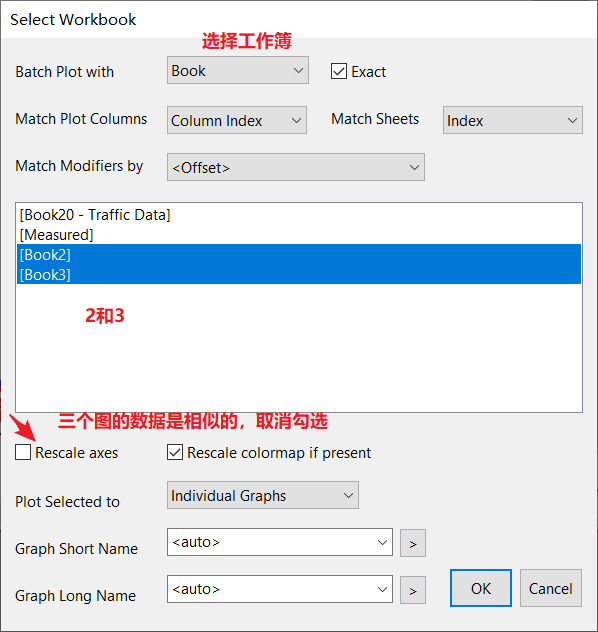 Select Workbook
选择工作簿
Batch Plot with Book Exact
Match Plot Columns Column Index Match Sheets Index
Match Modifiers by <Offset>
[Book20 - Traffic Data]
[Measured]
[Book2]
[Book3]
2和3
三个图的数据是相似的，取消勾选
Rescale axes Rescale colormap if present
Plot Selected to Individual Graphs
Graph Short Name <auto> >
Graph Long Name <auto> > OK Cancel